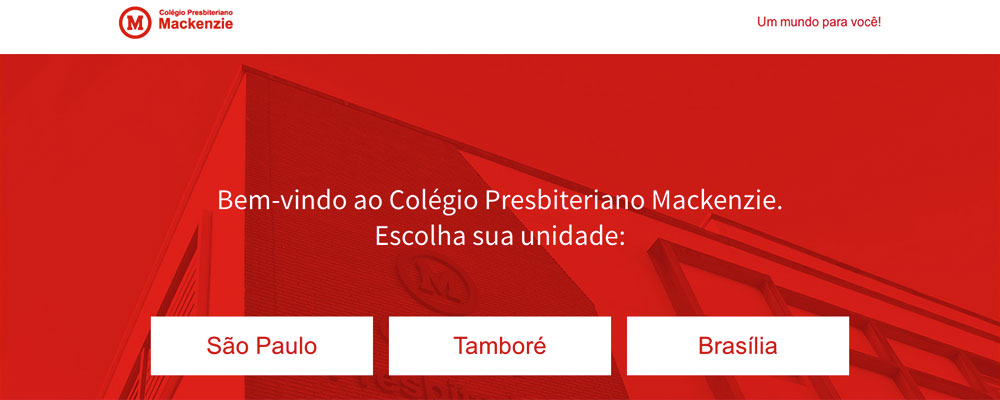 Colégio Presbiteriano
M Mackenzie
Um mundo para você!
Bem-vindo ao Colégio Presbiteriano Mackenzie.
Escolha sua unidade:
M
São Paulo
Tamboré
Brasília